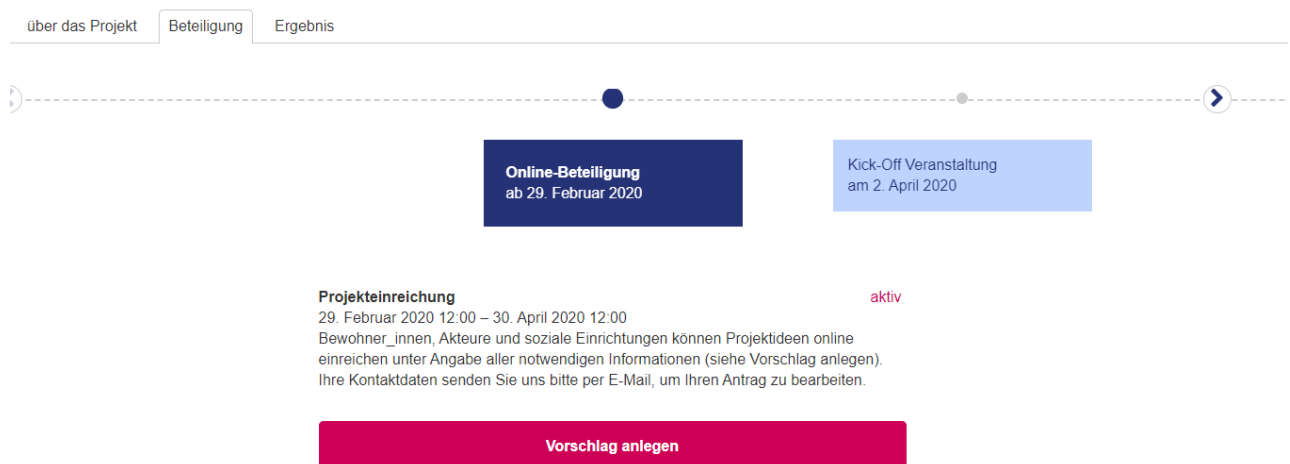 über das Projekt Beteiligung Ergebnis
Online-Beteiligung
ab 29. Februar 2020
Kick-Off Veranstaltung
am 2. April 2020
Projekteinreichung aktiv
29. Februar 2020 12:00 – 30. April 2020 12:00
Bewohner_innen, Akteure und soziale Einrichtungen können Projektideen online
einreichen unter Angabe aller notwendigen Informationen (siehe Vorschlag anlegen).
Ihre Kontaktdaten senden Sie uns bitte per E-Mail, um Ihren Antrag zu bearbeiten.
Vorschlag anlegen